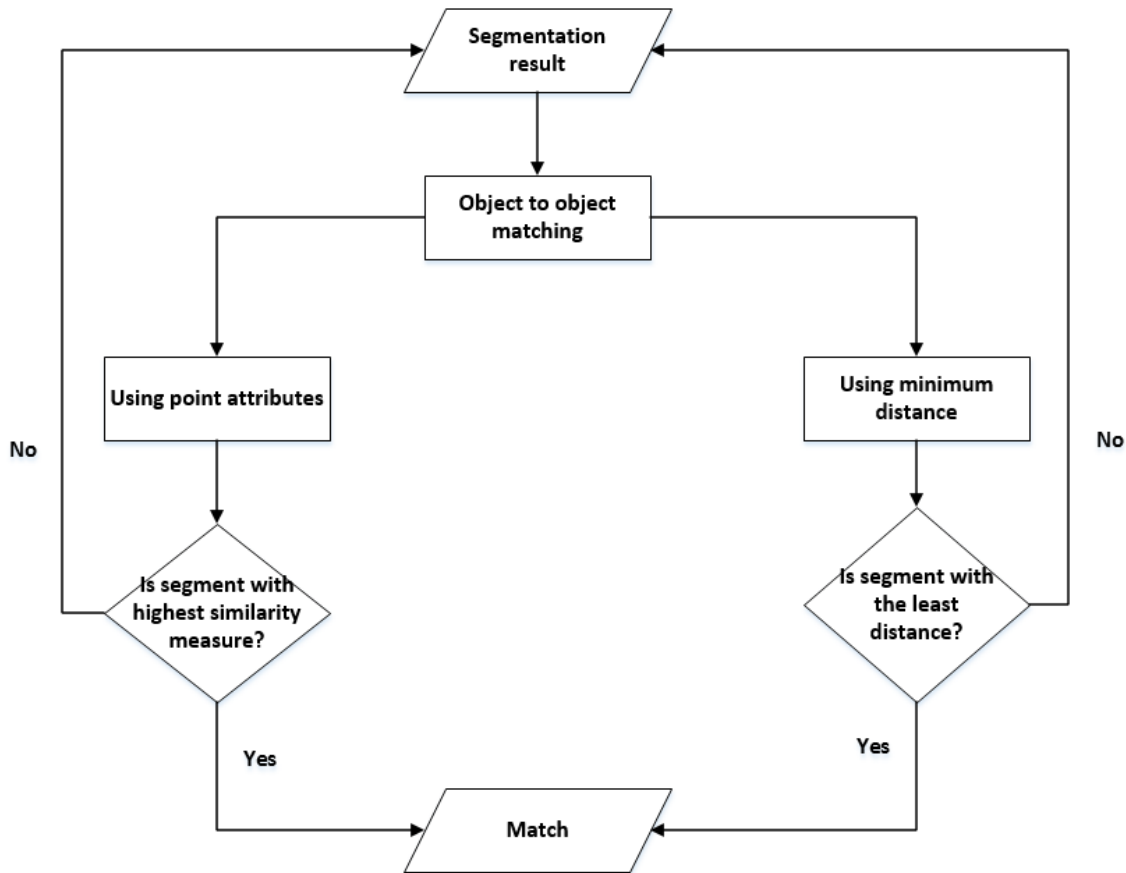 Segmentation
result
Object to object
matching
Using point attributes
Using minimum
distance
No
No
Is segment with
highest similarity
measure?
Is segment with
the least
distance?
Yes
Yes
Match